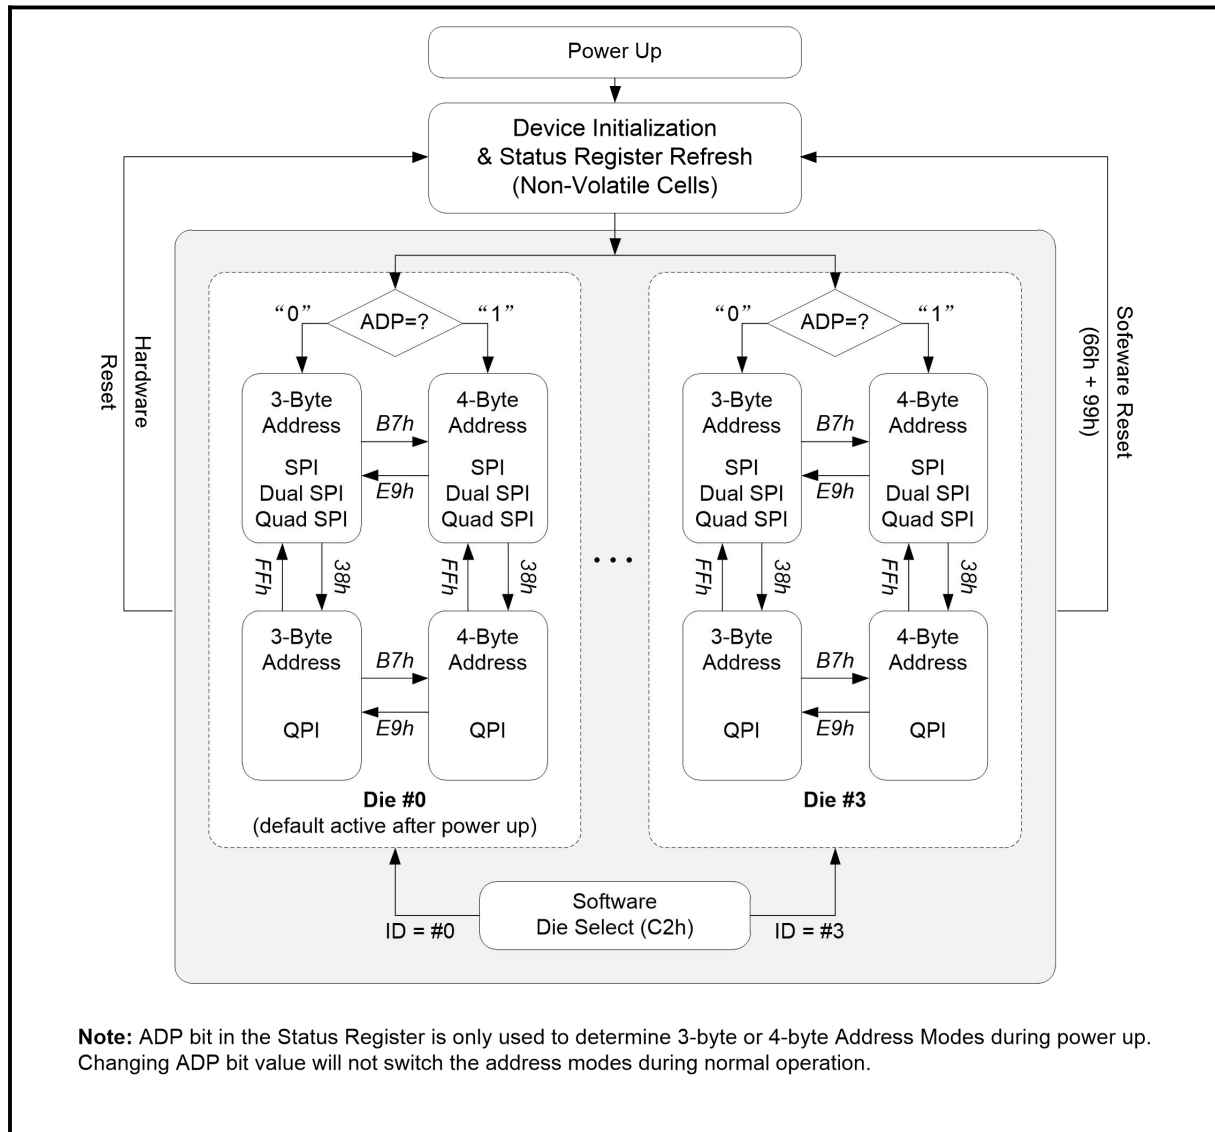 Power Up
Device Initialization
& Status Register Refresh
(Non-Volatile Cells)
Hardware
Reset
Sofeware Reset
(66h + 99h)
“0”
ADP=?
“1”
3-Byte
Address
SPI
Dual SPI
Quad SPI
B7h
E9h
4-Byte
Address
SPI
Dual SPI
Quad SPI
FFh
38h
FFh
38h
3-Byte
Address
QPI
B7h
E9h
4-Byte
Address
QPI
Die #0
(default active after power up)
...
“0”
ADP=?
“1”
3-Byte
Address
SPI
Dual SPI
Quad SPI
B7h
E9h
4-Byte
Address
SPI
Dual SPI
Quad SPI
FFh
38h
FFh
38h
3-Byte
Address
QPI
B7h
E9h
4-Byte
Address
QPI
Die #3
Software
Die Select (C2h)
ID = #0
ID = #3
Note: ADP bit in the Status Register is only used to determine 3-byte or 4-byte Address Modes during power up.
Changing ADP bit value will not switch the address modes during normal operation.